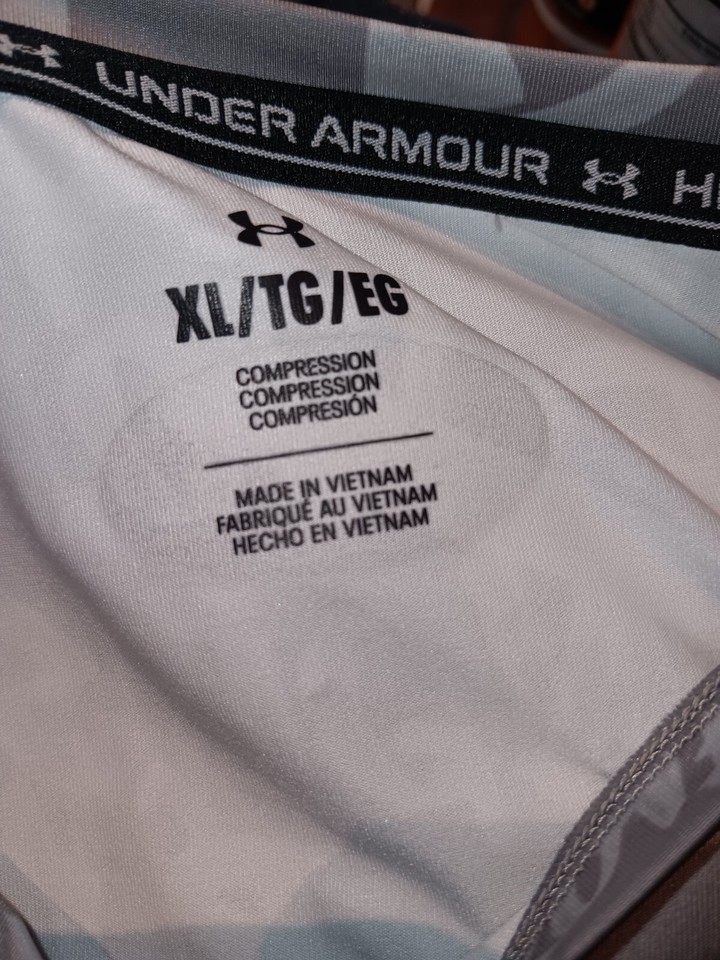 UNDER ARMOUR H
XL/TG/EG
COMPRESSION
COMPRESSION
COMPRESIÓN
MADE IN VIETNAM
FABRIQUÉ AU VIETNAM
HECHO EN VIETNAM